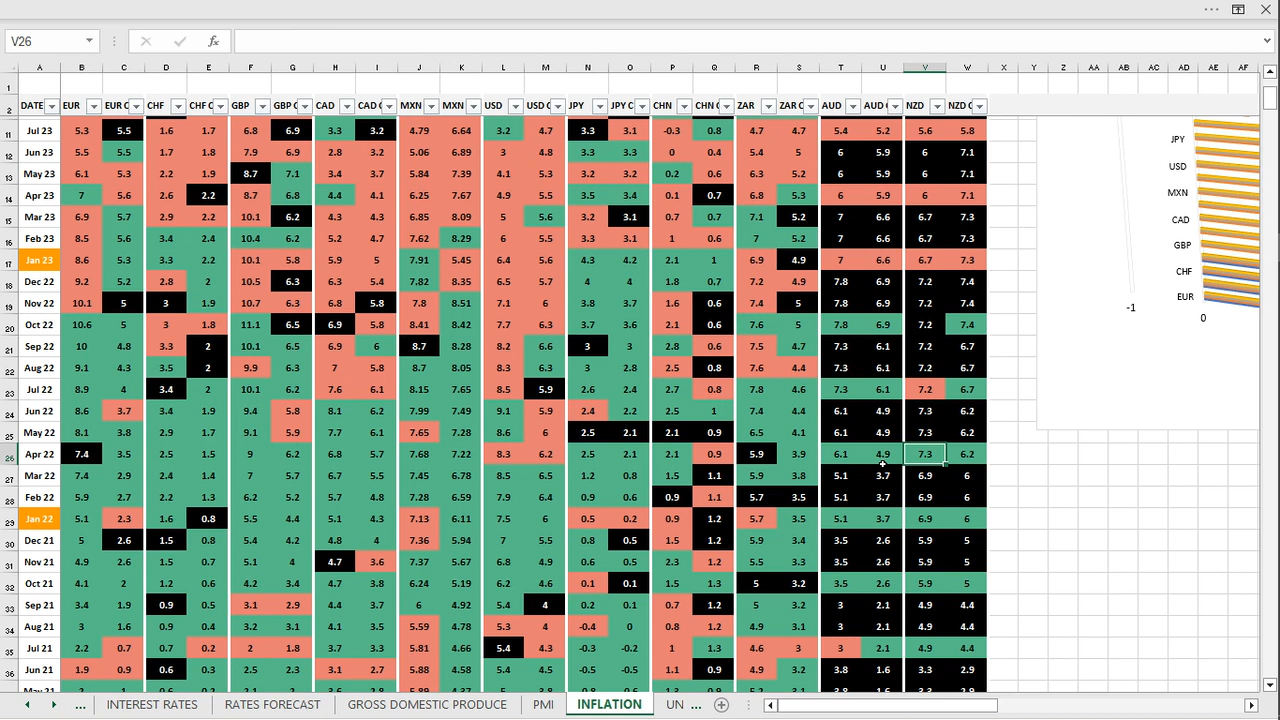 V26
fx
A B C D E F G H I J K L M N O P Q R S T U V W X Y Z AA AB AC AD AE AF
1
2 DATE EUR EUR C CHF CHF C GBP GBP C CAD CAD C MXN MXN USD USD C JPY JPY C CHN CHN C ZAR ZAR C AUD AUD C NZD NZD C
11 Jul 23 5.3 5.5 1.6 1.7 6.8 6.9 3.3 3.2 4.79 6.64 3.2 4.7 3.3 3.1 -0.3 0.8 4.7 4.7 5.4 5.2 5.6 5.8
12 Jun 23 5.5 5.5 1.7 1.8 7.9 6.9 2.8 3.2 5.06 6.89 3.3 3.3 0 0.4 5.4 5 6 5.9 6 7.1
13 May 23 6.1 5.3 2.2 1.9 8.7 7.1 3.4 3.7 5.84 7.39 4.1 5.3 3.2 3.2 0.2 0.6 6.3 5.2 6 5.9 6 7.1
14 Apr 23 7 5.6 2.6 2.2 8.7 6.8 4.4 4.1 6.25 7.67 4.9 5.5 3.5 3.4 0.1 0.7 6.8 5.3 6 5.9 6 7.1
15 Mar 23 6.9 5.7 2.9 2.2 10.1 6.2 4.3 4.3 6.85 8.09 5 5.6 3.2 3.1 0.7 0.7 7.1 5.2 7 6.6 6.7 7.3
16 Feb 23 8.5 5.6 3.4 2.4 10.4 6.2 5.2 4.7 7.62 8.29 6 5.5 3.3 3.1 1 0.6 7 5.2 7 6.6 6.7 7.3
17 Jan 23 8.6 5.3 3.3 2.2 10.1 5.8 5.9 5 7.91 5.45 6.4 5.6 4.3 4.2 2.1 1 6.9 4.9 7 6.6 6.7 7.3
18 Dec 22 9.2 5.2 2.8 2 10.5 6.3 6.3 5.4 7.82 8.35 6.5 5.7 4 4 1.8 0.7 7.2 4.9 7.8 6.9 7.2 7.4
19 Nov 22 10.1 5 3 1.9 10.7 6.3 6.8 5.8 7.8 8.51 7.1 6 3.8 3.7 1.6 0.6 7.4 5 7.8 6.9 7.2 7.4
20 Oct 22 10.6 5 3 1.8 11.1 6.5 6.9 5.8 8.41 8.42 7.7 6.3 3.7 3.6 2.1 0.6 7.6 5 7.8 6.9 7.2 7.4
21 Sep 22 10 4.8 3.3 2 10.1 6.5 6.9 6 8.7 8.28 8.2 6.6 3 3 2.8 0.6 7.5 4.7 7.3 6.1 7.2 6.7
22 Aug 22 9.1 4.3 3.5 2 9.9 6.3 7 5.8 8.7 8.05 8.3 6.3 3 2.8 2.5 0.8 7.6 4.4 7.3 6.1 7.3 6.7
23 Jul 22 8.9 4 3.4 2 10.1 6.2 7.6 6.1 8.15 7.65 8.5 5.9 2.6 2.4 2.7 0.8 7.8 4.6 7.3 6.1 7.2 6.7
24 Jun 22 8.6 3.7 3.4 1.9 9.4 5.8 8.1 6.2 7.99 7.49 9.1 5.9 2.4 2.2 2.5 1 7.4 4.4 6.1 4.9 7.3 6.2
25 May 22 8.1 3.8 2.9 1.7 9.1 5.9 7.7 6.1 7.65 7.28 8.6 6 2.5 2.1 2.1 0.9 6.5 4.1 6.1 4.9 7.3 6.2
26 Apr 22 7.4 3.5 2.5 1.5 9 6.2 6.8 5.7 7.68 7.22 8.3 6.2 2.5 2.1 2.1 0.9 5.9 3.9 6.1 4.9 7.3 6.2
27 Mar 22 7.4 2.9 2.4 1.4 7 5.7 6.7 5.5 7.45 6.78 8.5 6.5 1.2 0.8 1.5 1.1 5.9 3.8 5.1 3.7 6.9 6
28 Feb 22 5.9 2.7 2.2 1.3 6.2 5.2 5.7 4.8 7.28 6.59 7.9 6.4 0.9 0.6 0.9 1.1 5.7 3.5 5.1 3.7 6.9 6
29 Jan 22 5.1 2.3 1.6 0.8 5.5 4.4 5.1 4.3 7.13 6.11 7.5 6 0.5 0.2 0.9 1.2 5.7 3.5 5.1 3.7 6.9 6
30 Dec 21 5 2.6 1.5 0.8 5.4 4.2 4.8 4 7.36 5.94 7 5.5 0.8 0.5 1.5 1.2 5.9 3.4 3.5 2.6 5.9 5
31 Nov 21 4.9 2.6 1.5 0.7 5.1 4 4.7 3.6 7.37 5.67 6.8 4.9 0.6 0.5 2.3 1.2 5.5 3.3 3.5 2.6 5.9 5
32 Oct 21 4.1 2 1.2 0.6 4.2 3.4 4.7 3.8 6.24 5.19 6.2 4.6 0.1 0.1 1.5 1.3 5 3.2 3.5 2.6 5.9 5
33 Sep 21 3.4 1.9 0.9 0.5 3.1 2.9 4.4 3.7 6 4.92 5.4 4 0.2 0.1 0.7 1.2 5 3.2 3 2.1 4.9 4.4
34 Aug 21 3 1.6 0.9 0.4 3.2 3.1 4.1 3.5 5.59 4.78 5.3 4 -0.4 0 0.8 1.2 4.9 3.1 3 2.1 4.9 4.4
35 Jul 21 2.2 0.7 0.7 0.2 2 1.8 3.7 3.3 5.81 4.66 5.4 4.3 -0.3 -0.2 1 1.3 4.6 3 3 2.1 4.9 4.4
36 Jun 21 1.9 0.9 0.6 0.3 2.5 2.3 3.1 2.7 5.88 4.58 5.4 4.5 -0.5 -0.5 1.1 0.9 4.9 3.2 3.8 1.6 3.3 2.9
JPY
USD
MXN
CAD
GBP
CHF
EUR
-1 0
... INTEREST RATES RATES FORECAST GROSS DOMESTIC PRODUCE PM INFLATION UN ...